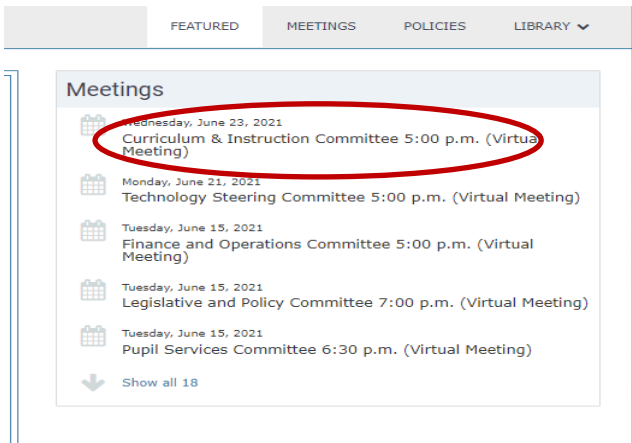 FEATURED MEETINGS POLICIES LIBRARY
Meetings
Wednesday, June 23, 2021
Curriculum & Instruction Committee 5:00 p.m. (Virtual
Meeting)
Monday, June 21, 2021
Technology Steering Committee 5:00 p.m. (Virtual Meeting)
Tuesday, June 15, 2021
Finance and Operations Committee 5:00 p.m. (Virtual
Meeting)
Tuesday, June 15, 2021
Legislative and Policy Committee 7:00 p.m. (Virtual Meeting)
Tuesday, June 15, 2021
Pupil Services Committee 6:30 p.m. (Virtual Meeting)
Show all 18